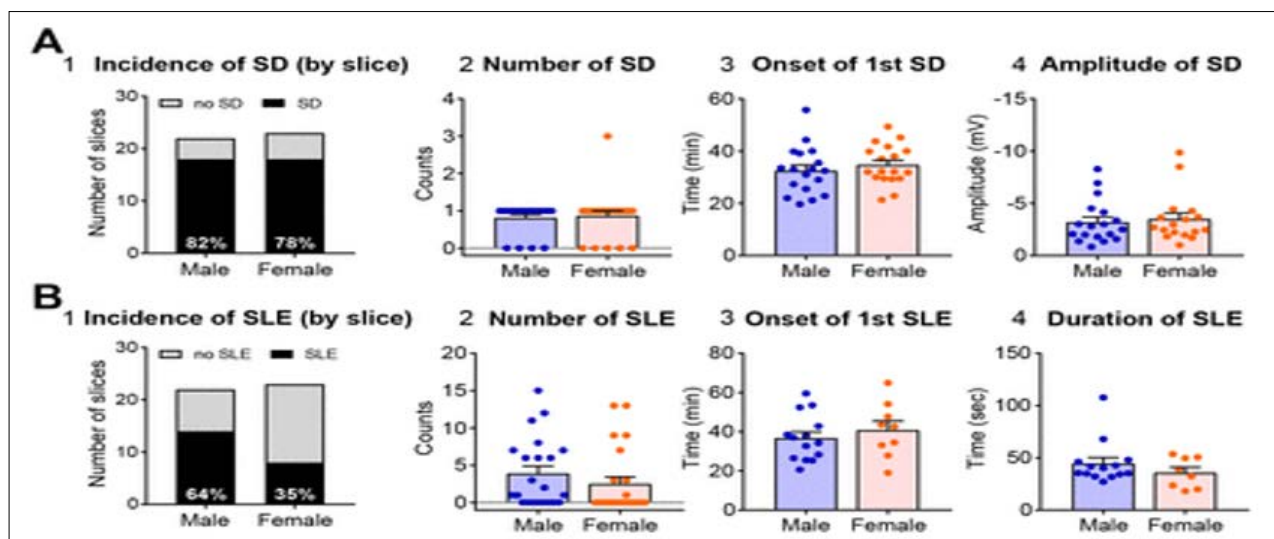 A
1 Incidence of SD (by slice)
30
20
10
0
Number of slices
no SD SD
82% 78%
Male Female
2 Number of SD
4
3
2
1
0
Counts
Male Female
3 Onset of 1st SD
60
40
20
0
Time (min)
Male Female
4 Amplitude of SD
-15
-10
-5
0
Amplitude (mV)
Male Female
B
1 Incidence of SLE (by slice)
30
20
10
0
Number of slices
no SLE SLE
64% 35%
Male Female
2 Number of SLE
20
15
10
5
0
Counts
Male Female
3 Onset of 1st SLE
80
60
40
20
0
Time (min)
Male Female
4 Duration of SLE
150
100
50
0
Time (sec)
Male Female